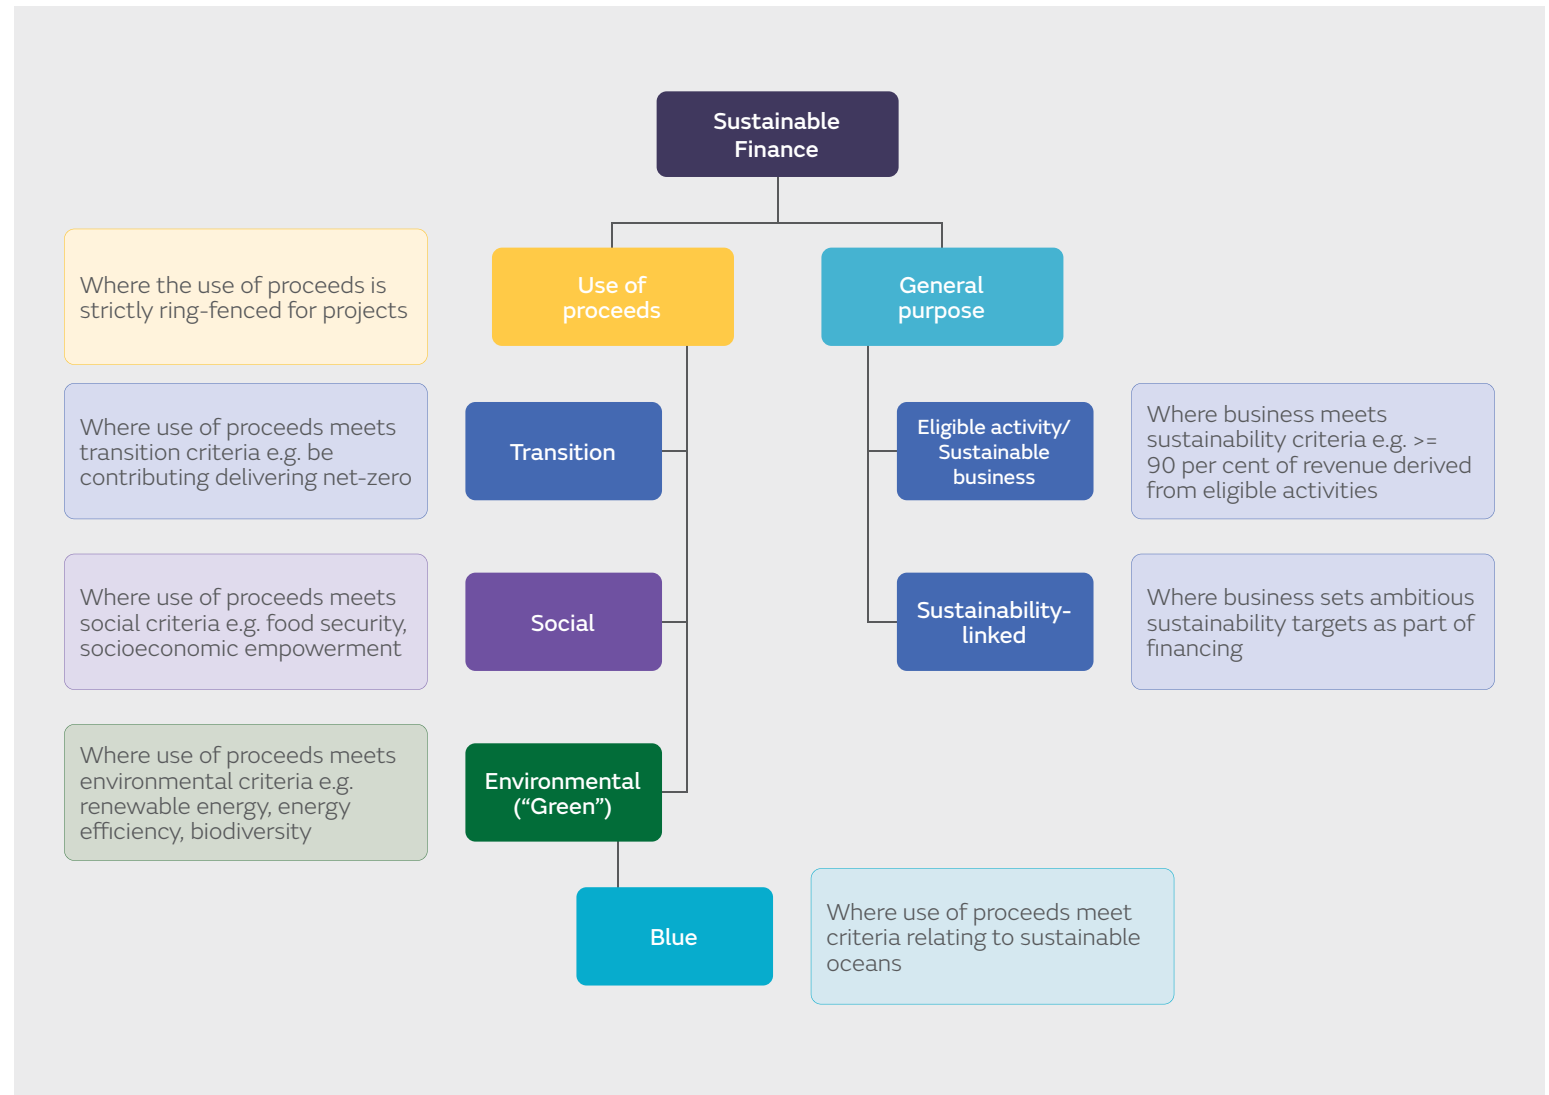 Sustainable
Finance
Where the use of proceeds is
strictly ring-fenced for projects
Use of
proceeds
General
purpose
Where use of proceeds meets
transition criteria e.g. be
contributing delivering net-zero
Transition
Eligible activity/
Sustainable
business
Where business meets
sustainability criteria e.g. >=
90 per cent of revenue derived
from eligible activities
Where use of proceeds meets
social criteria e.g. food security,
socioeconomic empowerment
Social
Sustainability-
linked
Where business sets ambitious
sustainability targets as part of
financing
Where use of proceeds meets
environmental criteria e.g.
renewable energy, energy
efficiency, biodiversity
Environmental
(“Green”)
Blue
Where use of proceeds meet
criteria relating to sustainable
oceans